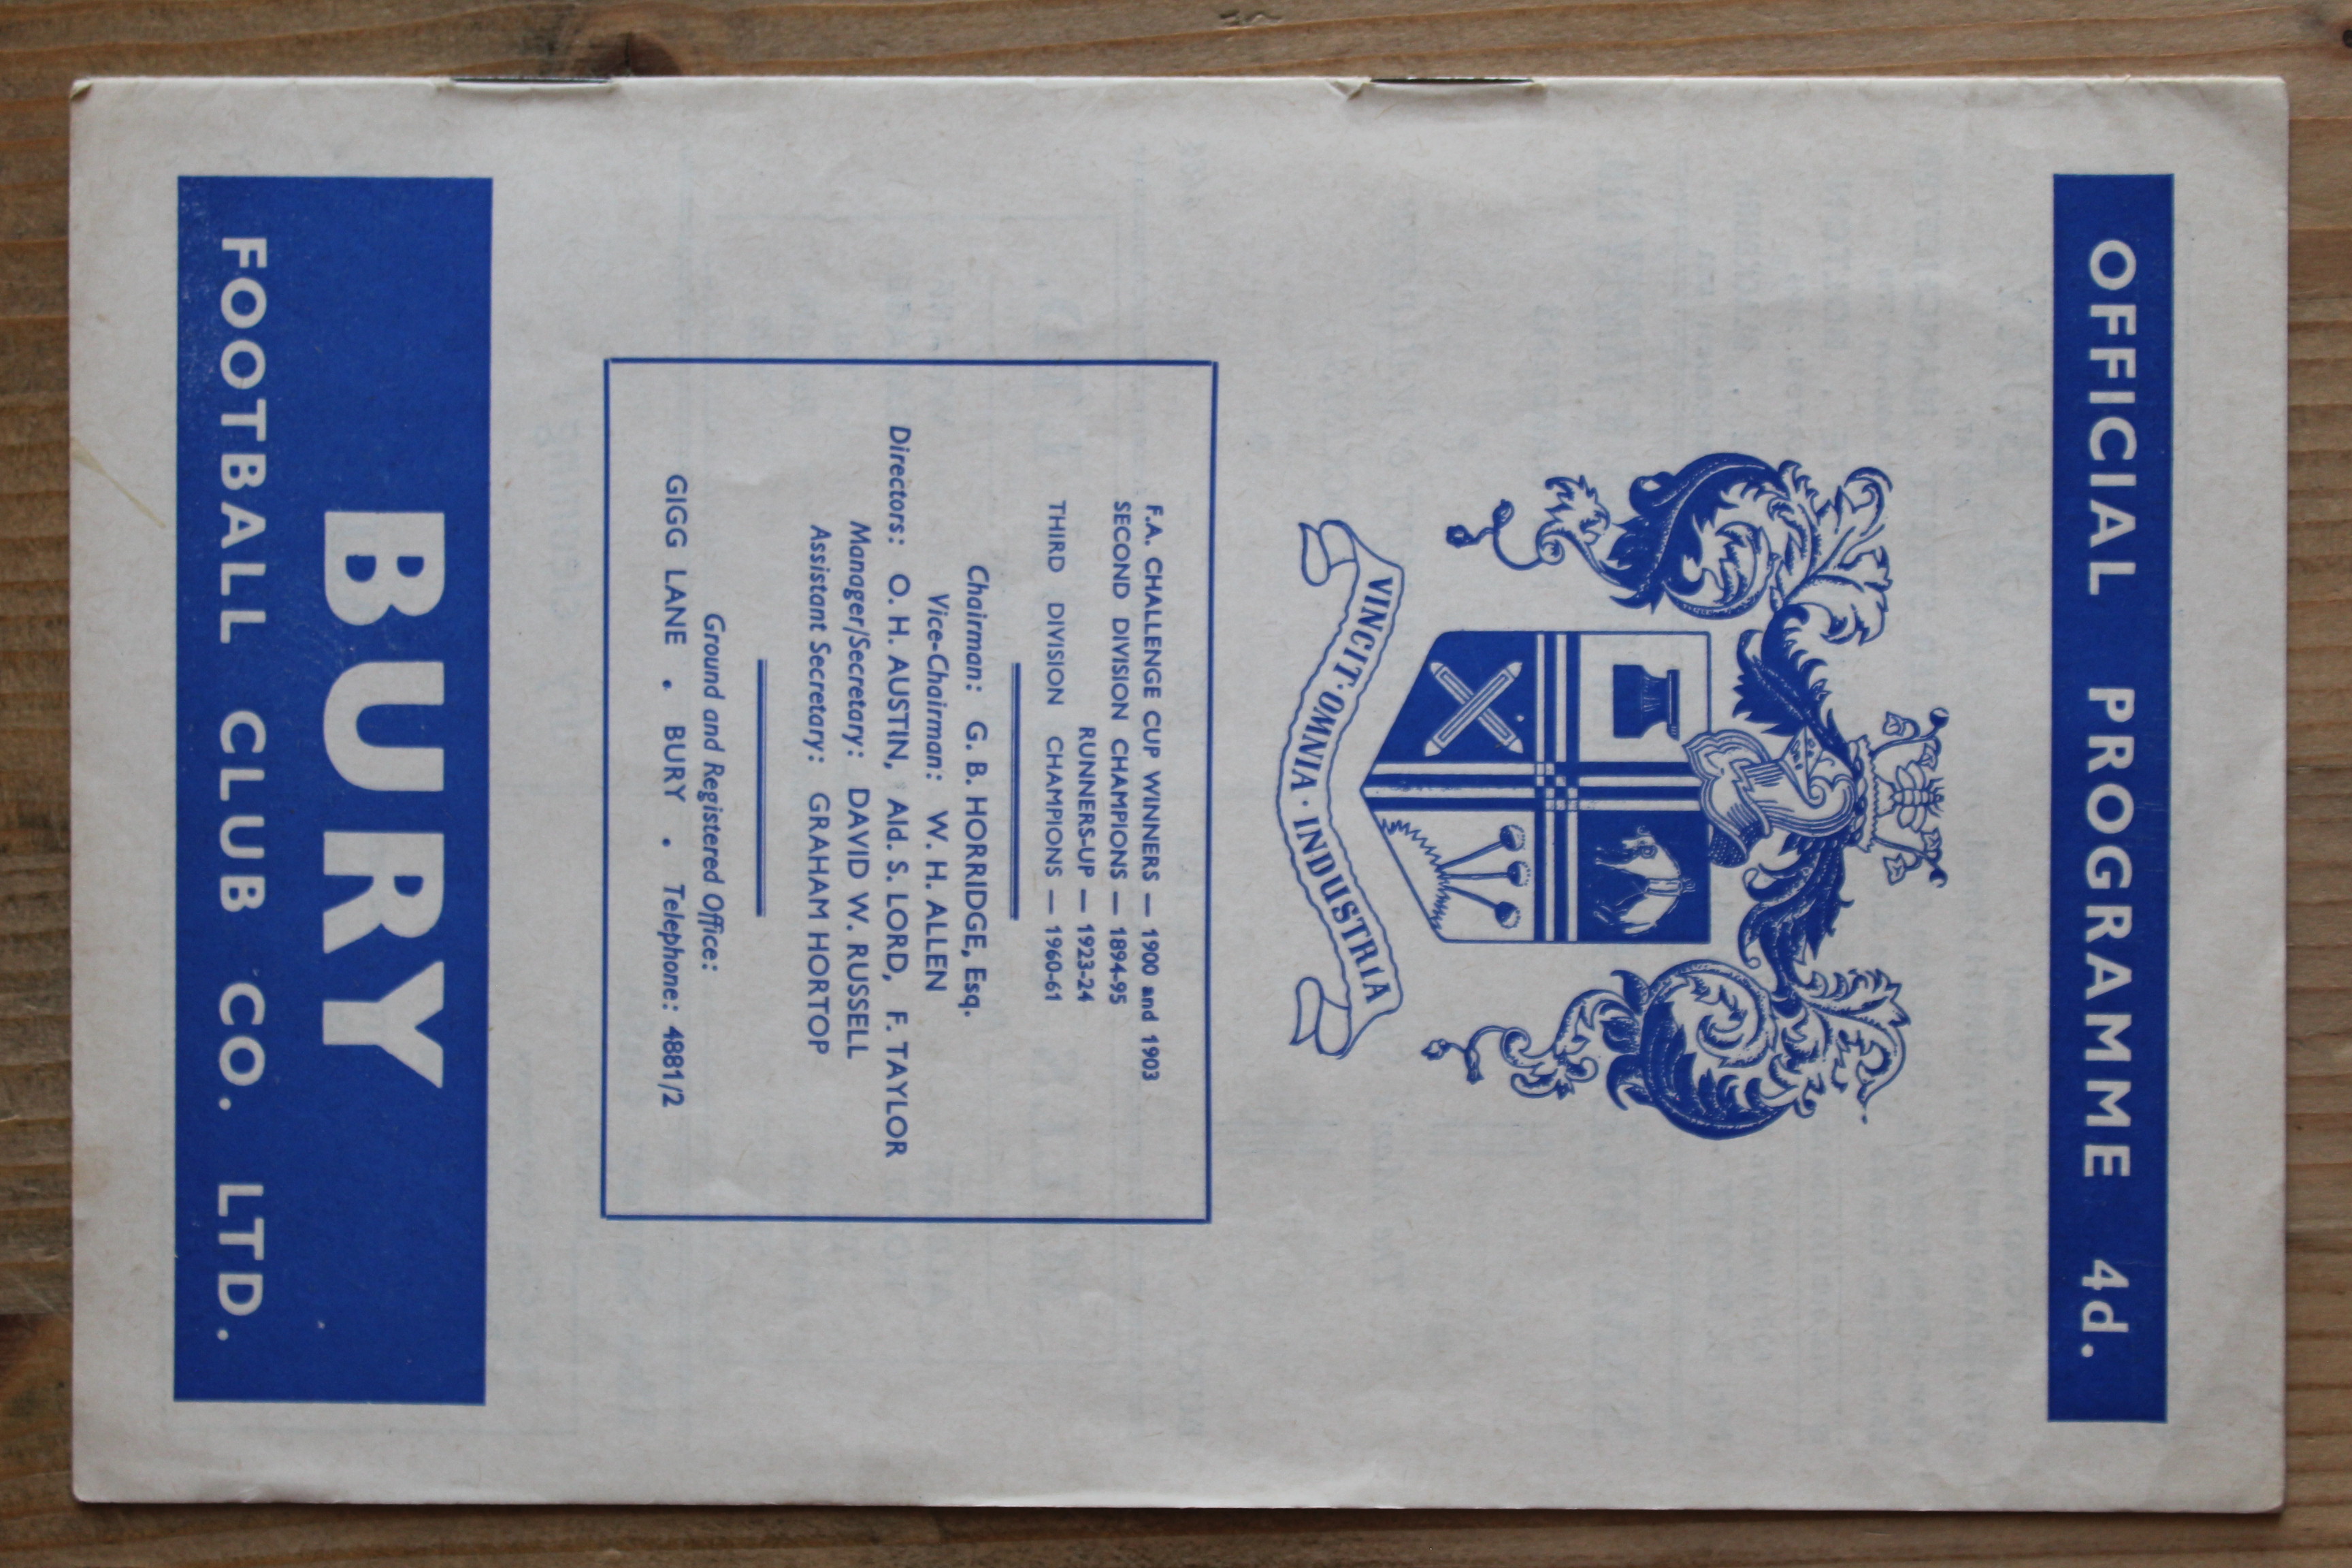 OFFICIAL PROGRAMME 4d.
VINCIT · OMNIA · INDUSTRIA
F.A. CHALLENGE CUP WINNERS — 1900 and 1903
SECOND DIVISION CHAMPIONS — 1894-95
RUNNERS-UP — 1923-24
THIRD DIVISION CHAMPIONS — 1960-61
Chairman: G. B. HORRIDGE, Esq.
Vice-Chairman: W. H. ALLEN
Directors: O. H. AUSTIN, Ald. S. LORD, F. TAYLOR
Manager/Secretary: DAVID W. RUSSELL
Assistant Secretary: GRAHAM HORTOP
Ground and Registered Office:
GIGG LANE . BURY . Telephone: 4881/2
BURY
FOOTBALL CLUB CO. LTD.